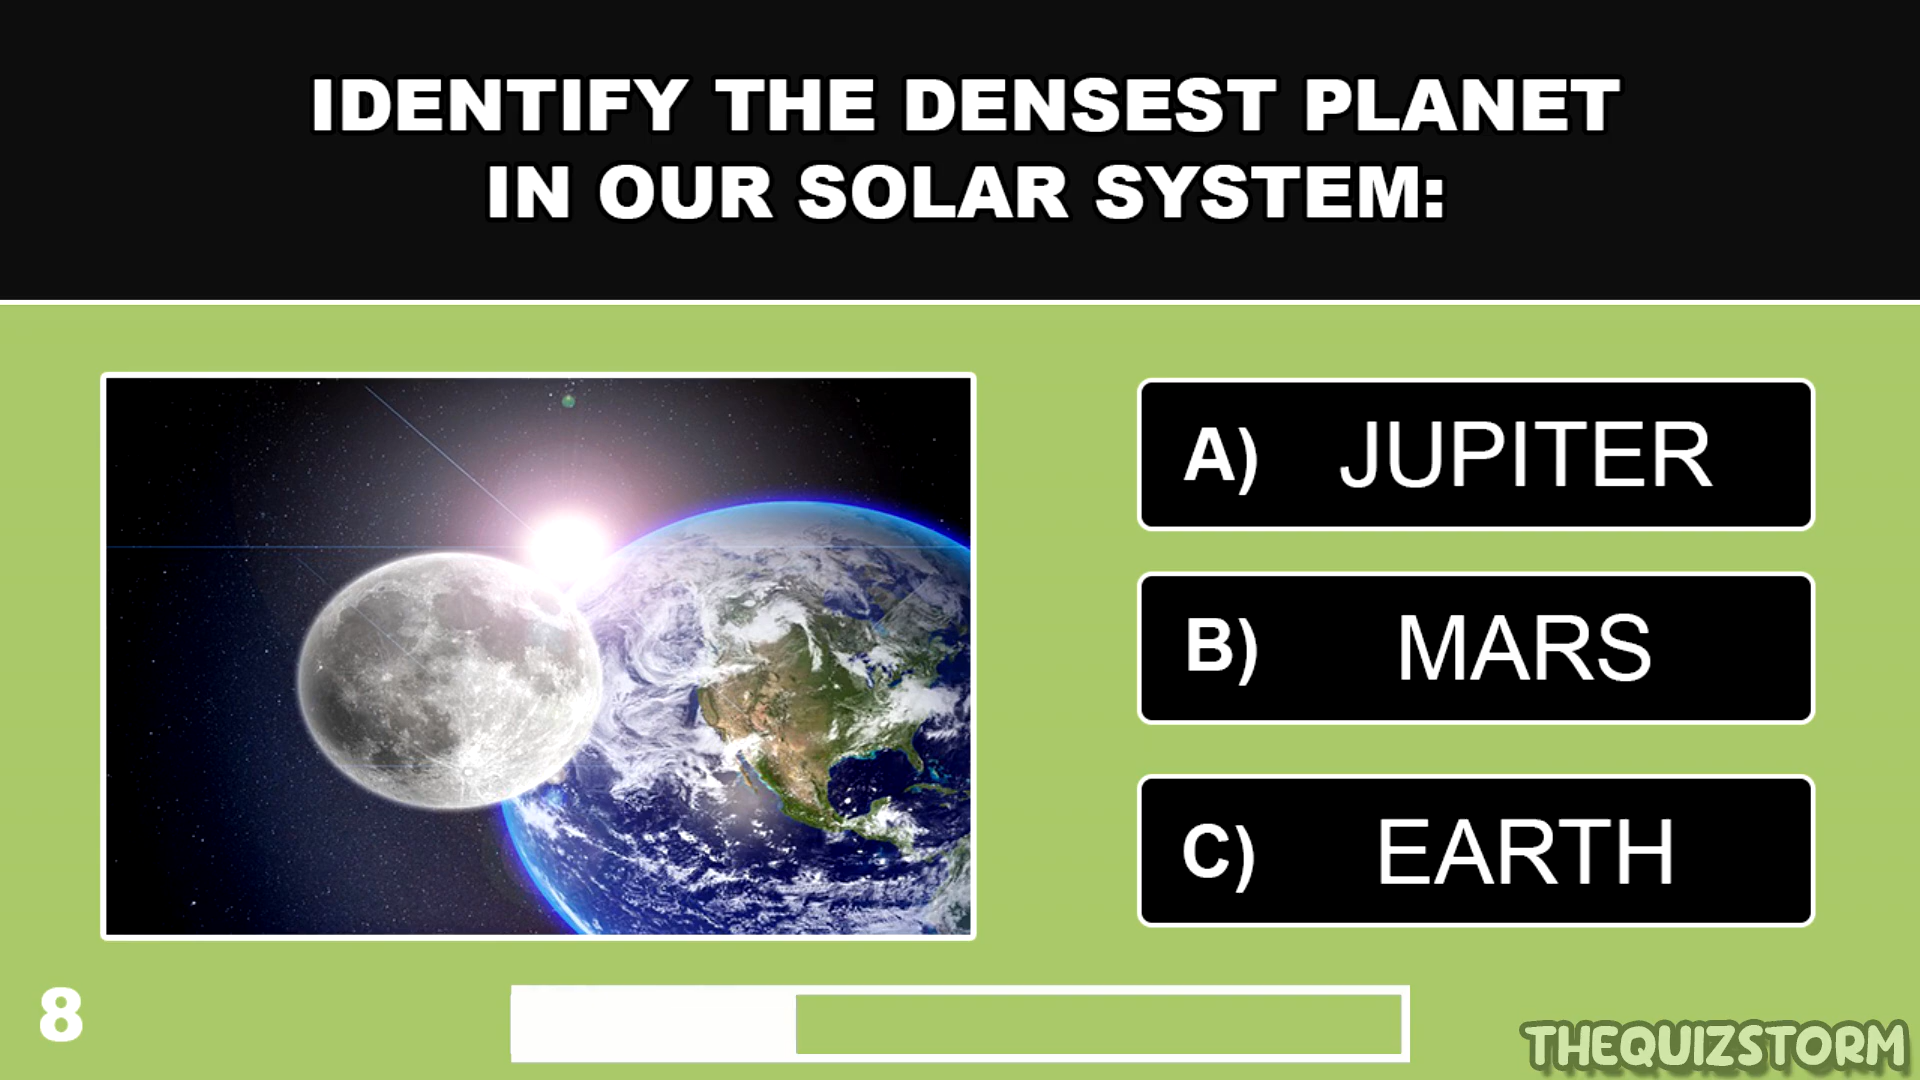 IDENTIFY THE DENSEST PLANET
IN OUR SOLAR SYSTEM:
A) JUPITER
B) MARS
C) EARTH
8
THEQUIZSTORM